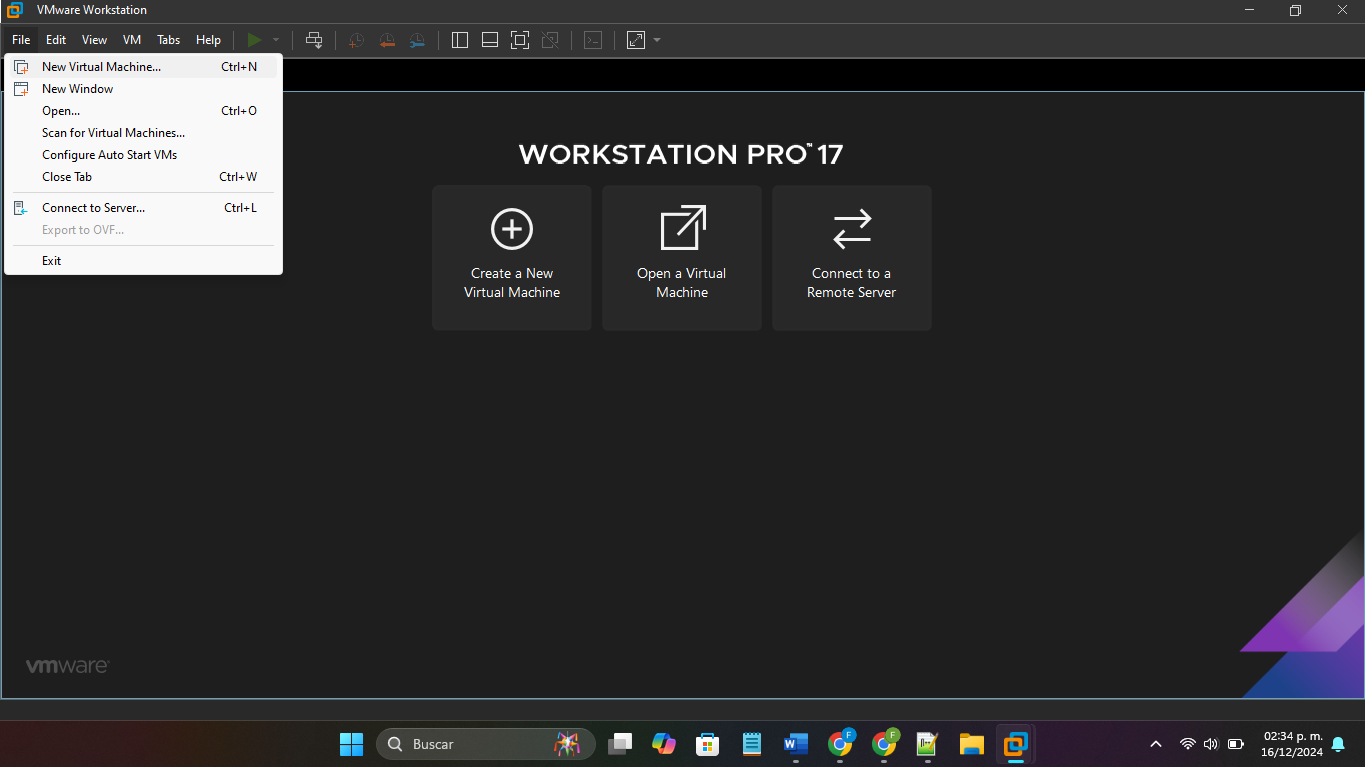 VMware Workstation
File Edit View VM Tabs Help
New Virtual Machine... Ctrl+N
New Window
Open... Ctrl+O
Scan for Virtual Machines...
Configure Auto Start VMs
Close Tab Ctrl+W
Connect to Server... Ctrl+L
Export to OVF...
Exit
WORKSTATION PRO™ 17
Create a New
Virtual Machine
Open a Virtual
Machine
Connect to a
Remote Server
vmware
Buscar
F
F
02:34 p. m.
16/12/2024